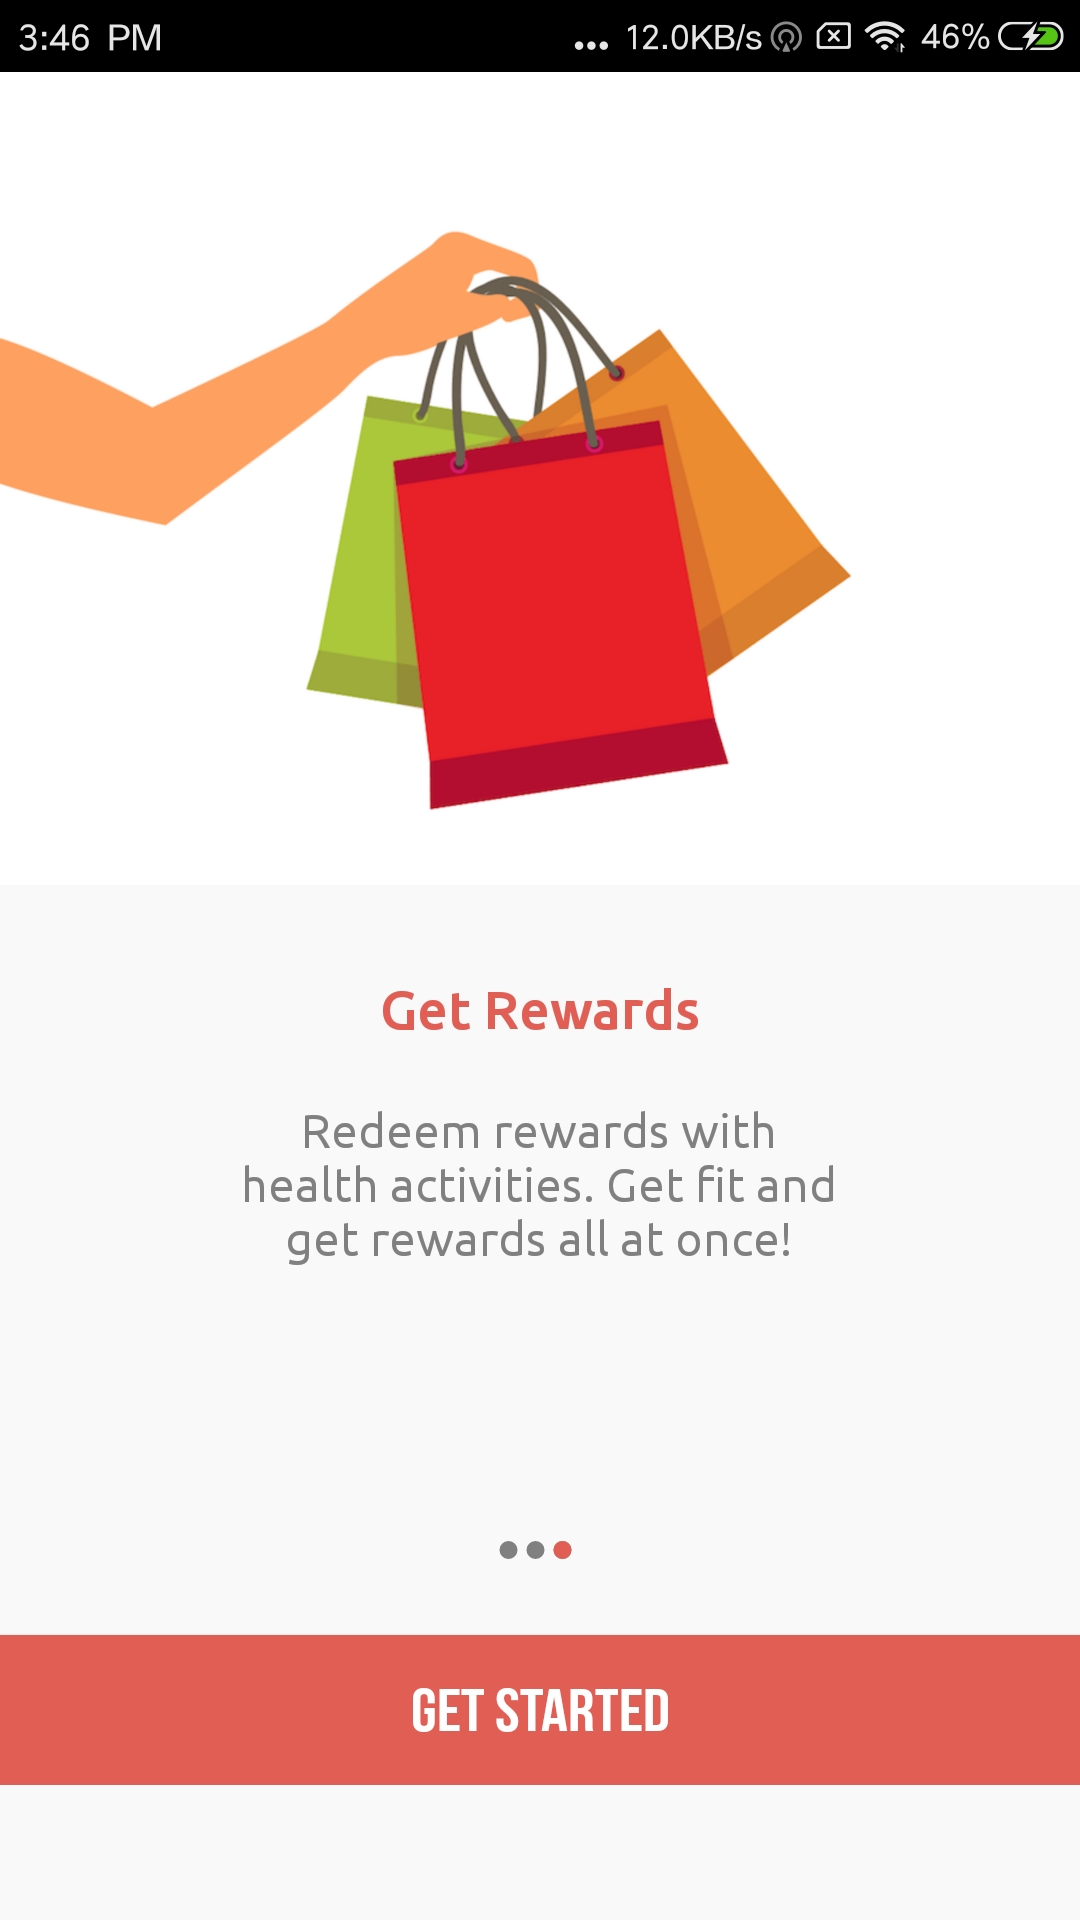 3:46 PM ... 12.0KB/s 46%
Get Rewards
Redeem rewards with
health activities. Get fit and
get rewards all at once!
GET STARTED